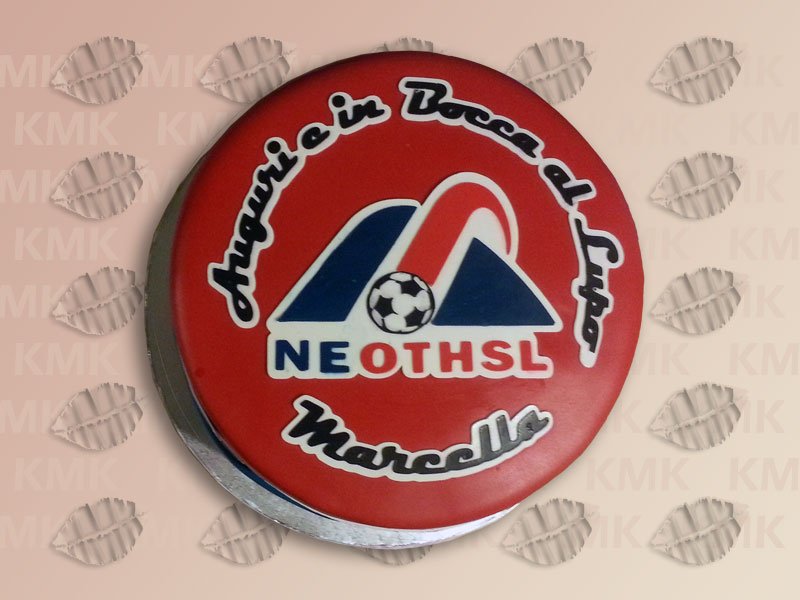 Auguri e in Bocca al Lupo
NEOTHSL
Marcella
KMK